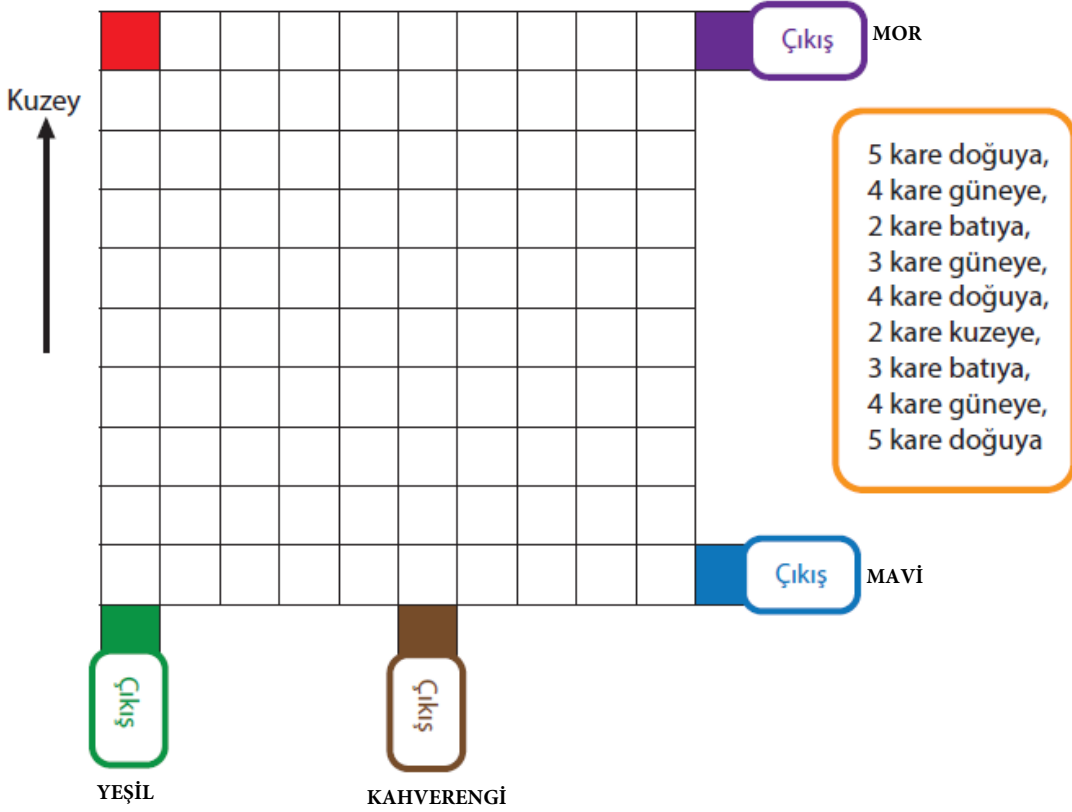 Çıkış
MOR
Kuzey
5 kare doğuya,
4 kare güneye,
2 kare batıya,
3 kare güneye,
4 kare doğuya,
2 kare kuzeye,
3 kare batıya,
4 kare güneye,
5 kare doğuya
Çıkış
MAVİ
Çıkış
Çıkış
YEŞİL
KAHVERENGİ